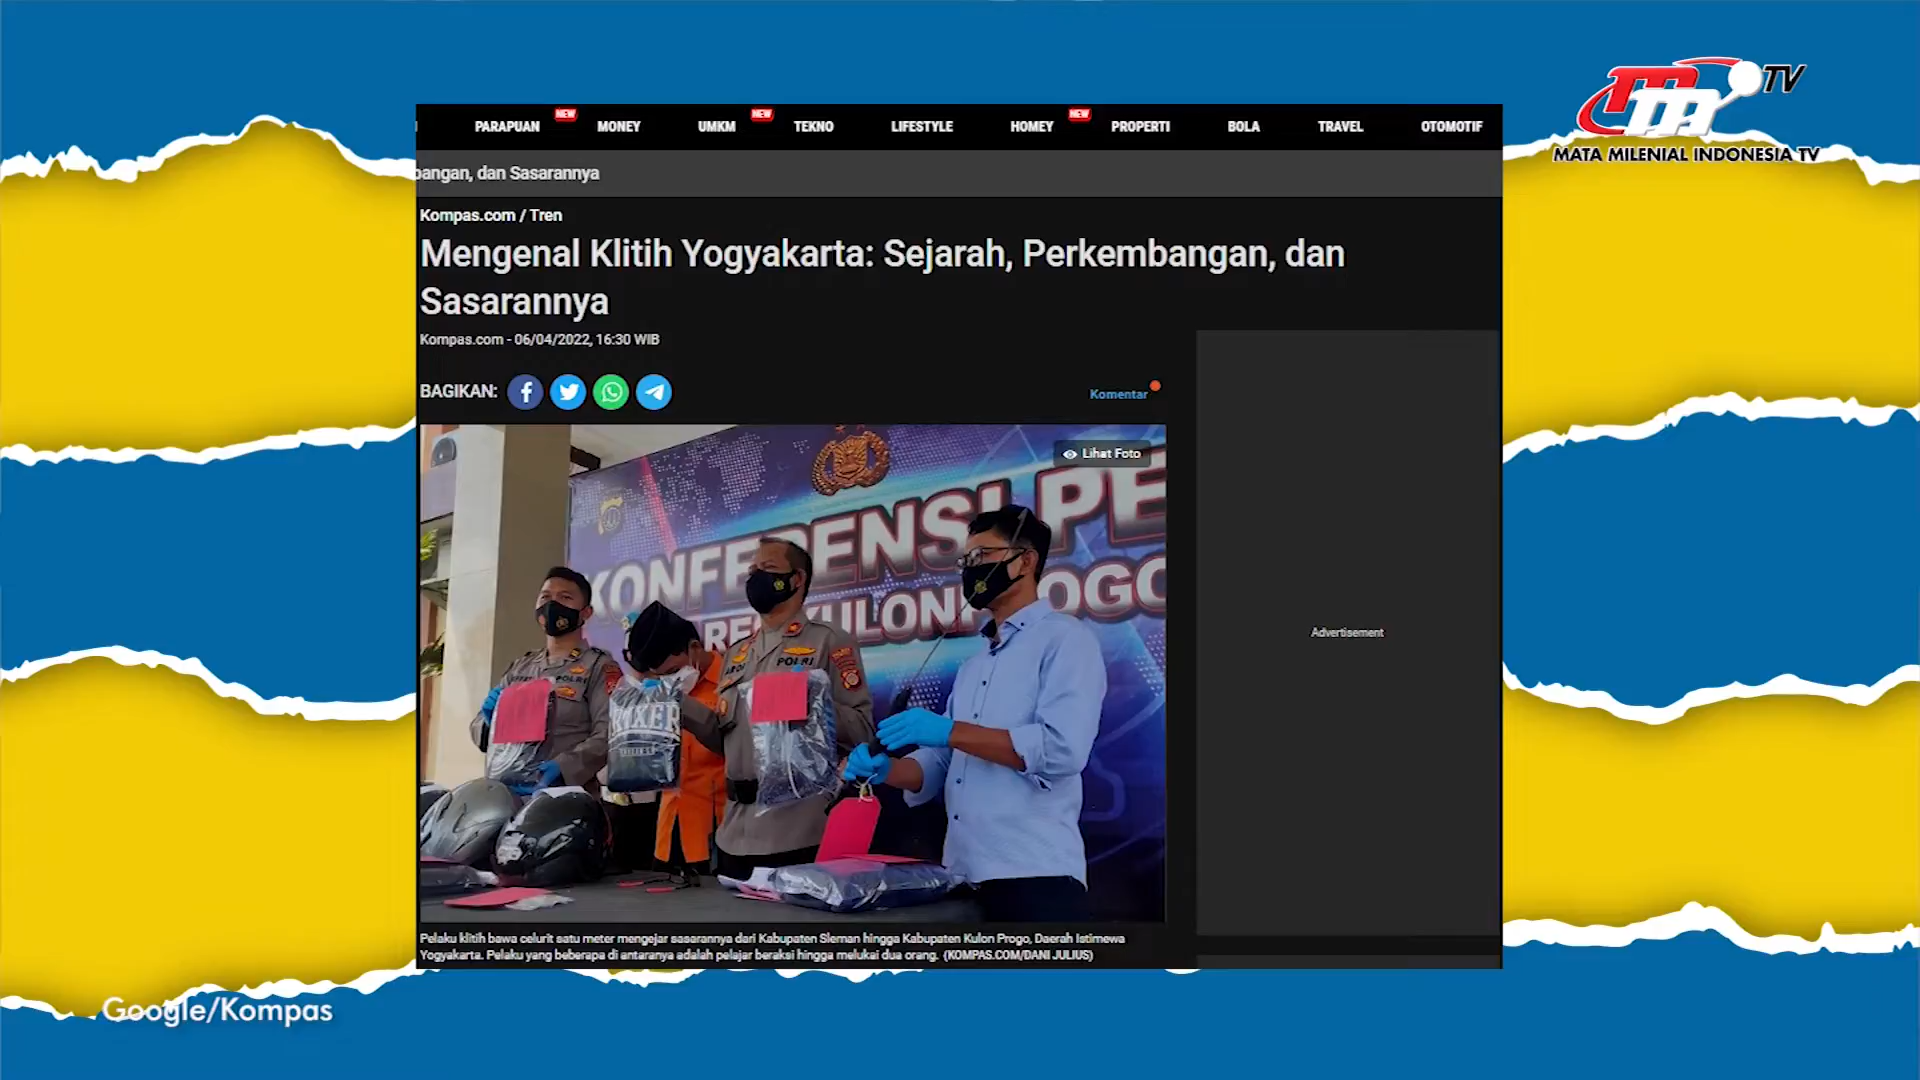 TV
MATA MILENIAL INDONESIA TV
NEW
NEW
NEW
PARAPUAN MONEY UMKM TEKNO LIFESTYLE HOMEY PROPERTI BOLA TRAVEL OTOMOTIF
bangan, dan Sasarannya
Kompas.com / Tren
Mengenal Klitih Yogyakarta: Sejarah, Perkembangan, dan
Sasarannya
Kompas.com - 06/04/2022, 16:30 WIB
BAGIKAN:
Komentar
Lihat Foto
KONFERENSI PE
RES KULONPROGO
POLRI
POLRI
Advertisement
Pelaku klitih bawa celurit satu meter mengejar sasarannya dari Kabupaten Sleman hingga Kabupaten Kulon Progo, Daerah Istimewa
Yogyakarta. Pelaku yang beberapa di antaranya adalah pelajar beraksi hingga melukai dua orang. (KOMPAS.COM/DANI JULIUS)
Google/Kompas